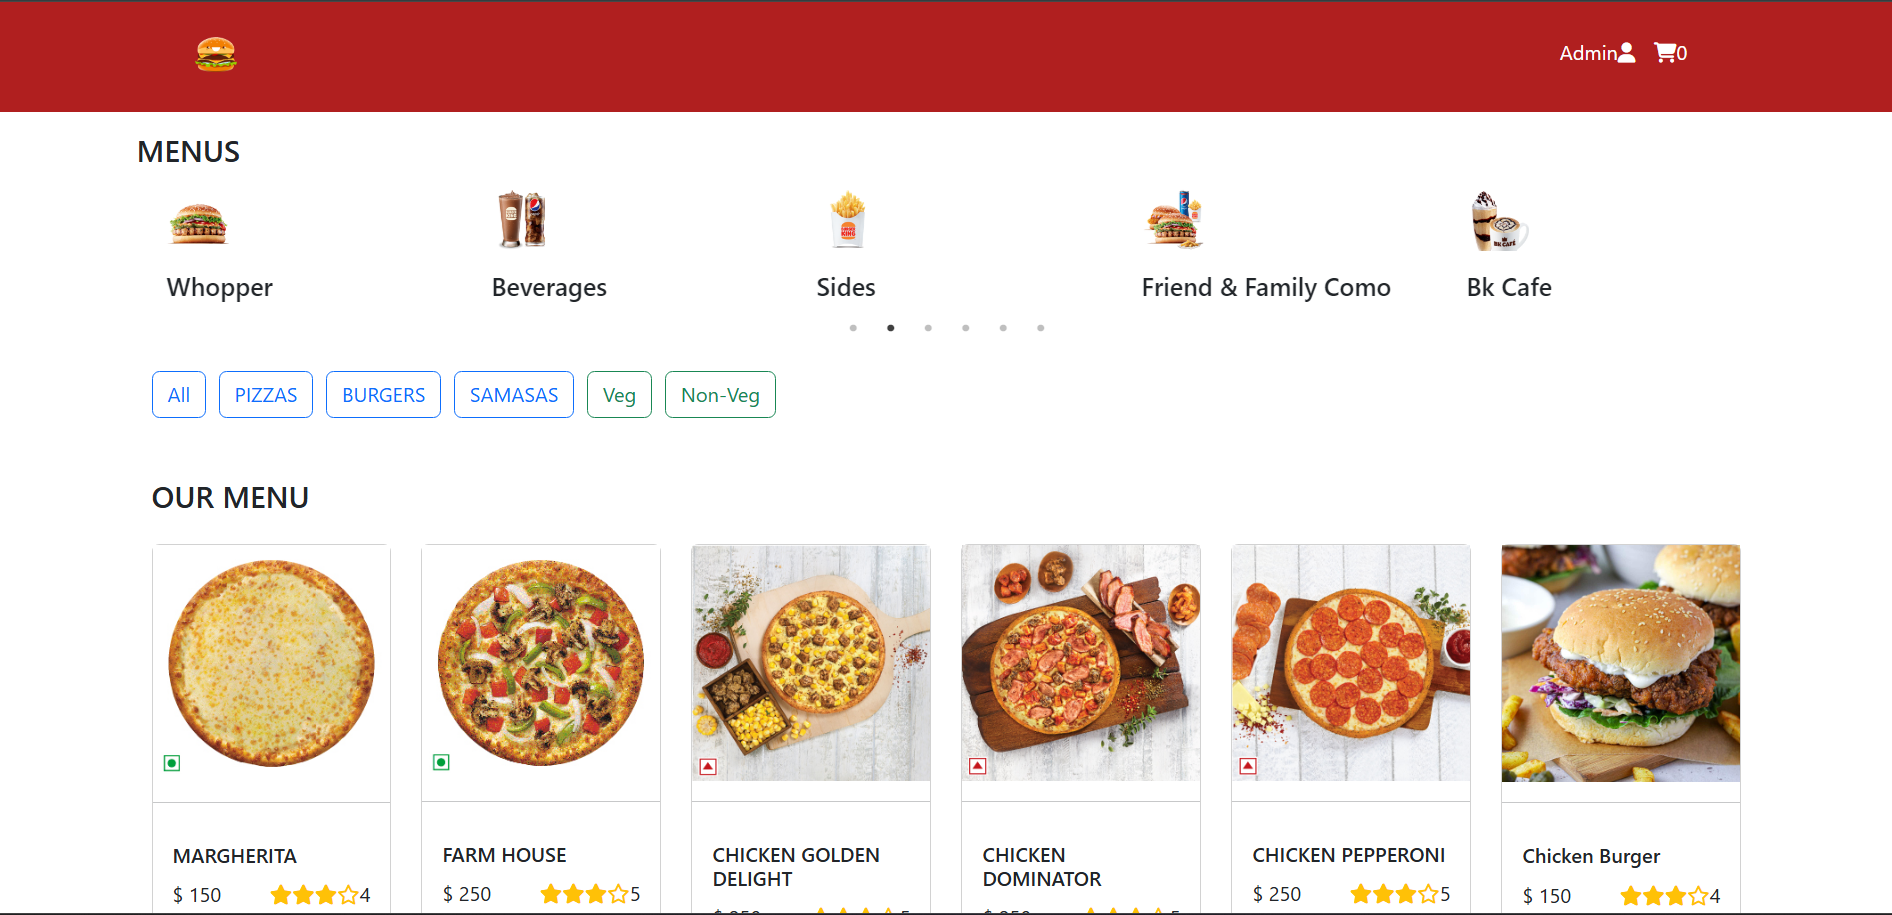 Admin 0
MENUS
Whopper
Beverages
Sides
Friend & Family Como
Bk Cafe
All
PIZZAS
BURGERS
SAMASAS
Veg
Non-Veg
OUR MENU
MARGHERITA
$ 150
4
FARM HOUSE
$ 250
5
CHICKEN GOLDEN
DELIGHT
CHICKEN
DOMINATOR
CHICKEN PEPPERONI
$ 250
5
Chicken Burger
$ 150
4